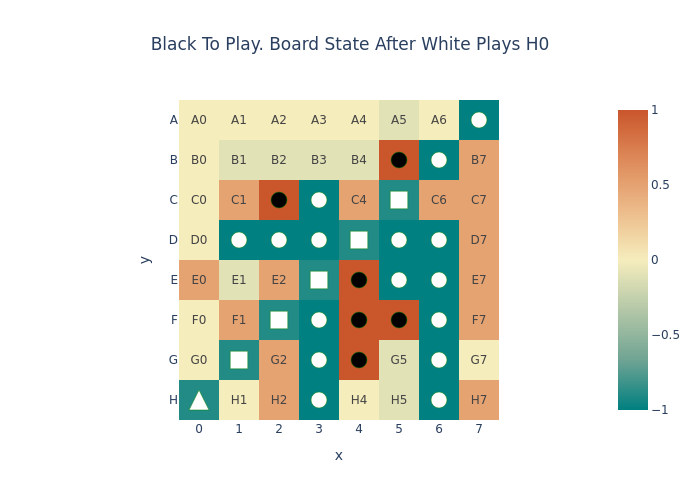 Black To Play. Board State After White Plays H0
A A0 A1 A2 A3 A4 A5 A6
B B0 B1 B2 B3 B4 B7
C C0 C1 C4 C6 C7
D D0 D7
E E0 E1 E2 E7
F F0 F1 F7
G G0 G2 G5 G7
H H1 H2 H4 H5 H7
0 1 2 3 4 5 6 7
x
y
1
0.5
0
−0.5
−1